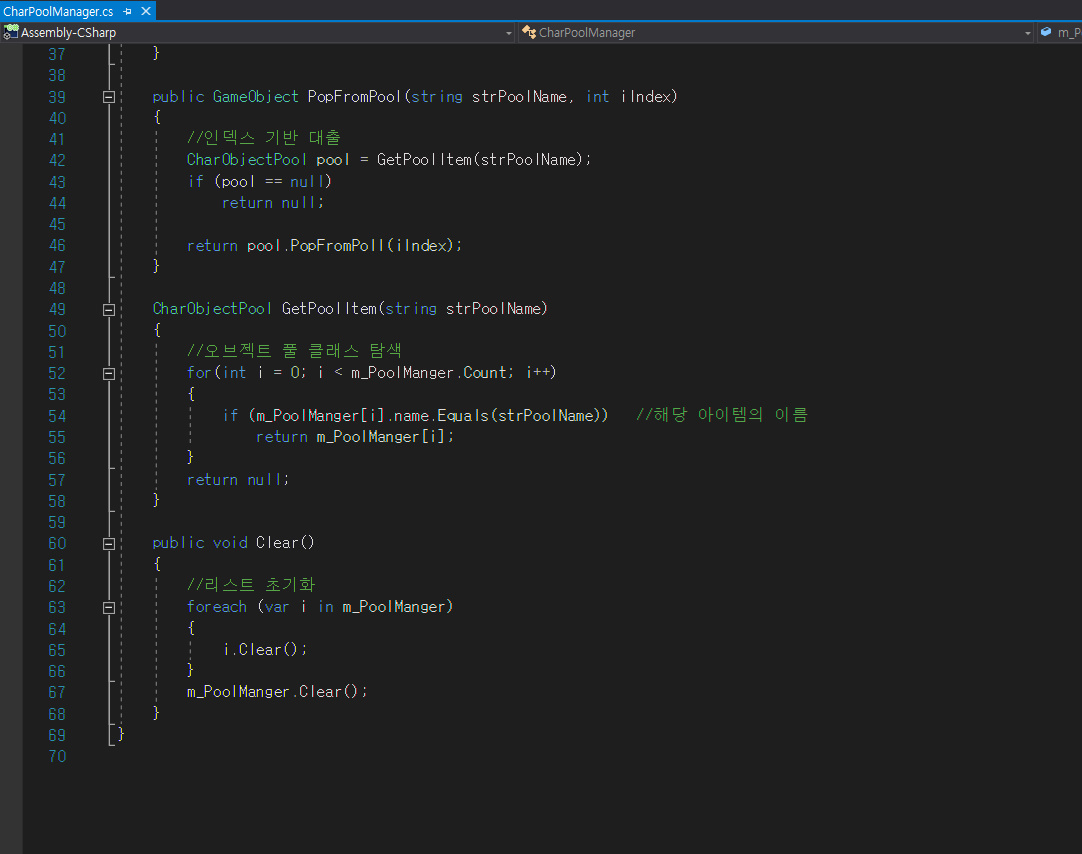 CharPoolManager.cs
Assembly-CSharp CharPoolManager m_P
37 }
38
39 public GameObject PopFromPool(string strPoolName, int iIndex)
40 {
41 //인덱스 기반 대출
42 CharObjectPool pool = GetPoolItem(strPoolName);
43 if (pool == null)
44 return null;
45
46 return pool.PopFromPoll(iIndex);
47 }
48
49 CharObjectPool GetPoolItem(string strPoolName)
50 {
51 //오브젝트 풀 클래스 탐색
52 for(int i = 0; i < m_PoolManger.Count; i++)
53 {
54 if (m_PoolManger[i].name.Equals(strPoolName)) //해당 아이템의 이름
55 return m_PoolManger[i];
56 }
57 return null;
58 }
59
60 public void Clear()
61 {
62 //리스트 초기화
63 foreach (var i in m_PoolManger)
64 {
65 i.Clear();
66 }
67 m_PoolManger.Clear();
68 }
69 }
70